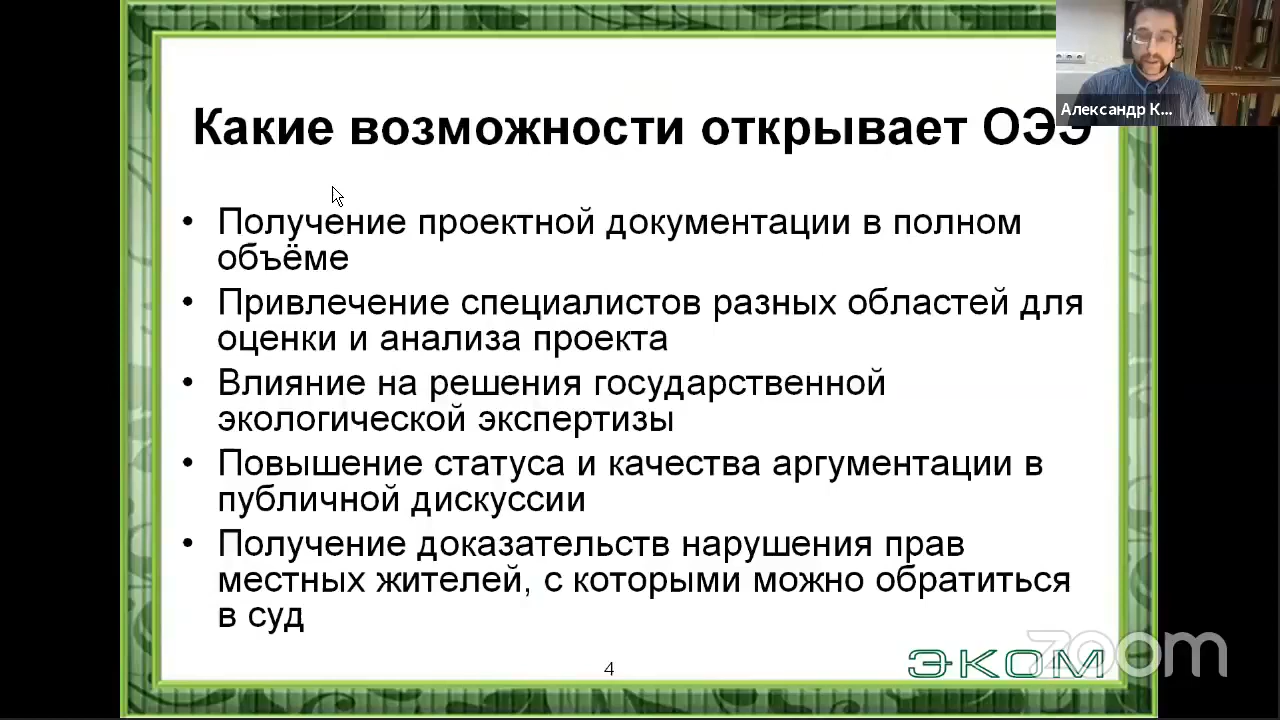 Александр К...
Какие возможности открывает ОЭЭ
• Получение проектной документации в полном
объёме
• Привлечение специалистов разных областей для
оценки и анализа проекта
• Влияние на решения государственной
экологической экспертизы
• Повышение статуса и качества аргументации в
публичной дискуссии
• Получение доказательств нарушения прав
местных жителей, с которыми можно обратиться
в суд
4
ЭКОМ
zoom